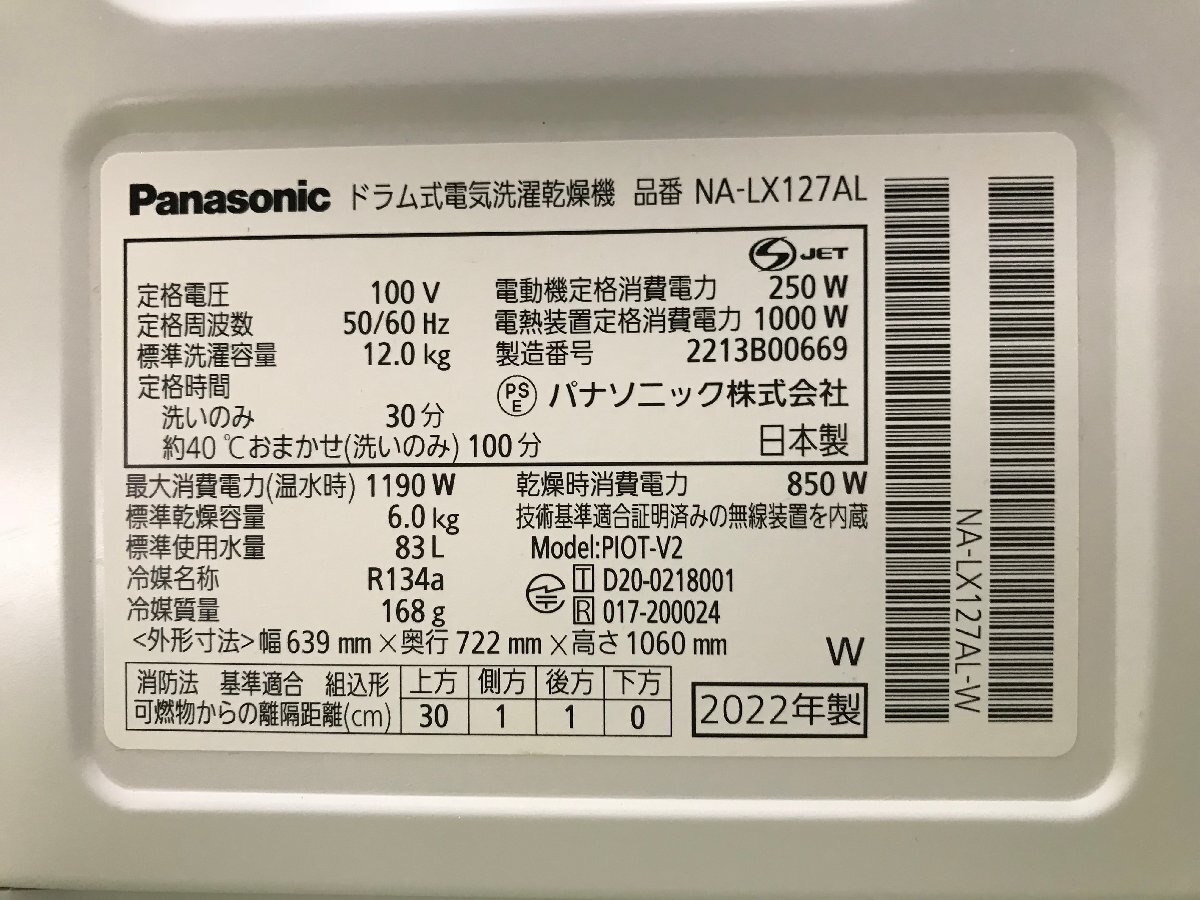 Panasonic ドラム式電気洗濯乾燥機 品番 NA-LX127AL
S JET
定格電圧 100 V
定格周波数 50/60 Hz
標準洗濯容量 12.0 kg
定格時間
洗いのみ 30 分
約40 ℃おまかせ(洗いのみ) 100 分
電動機定格消費電力 250 W
電熱装置定格消費電力 1000 W
製造番号 2213B00669
PS E パナソニック株式会社
日本製
最大消費電力(温水時) 1190 W
標準乾燥容量 6.0 kg
標準使用水量 83 L
冷媒名称 R134a
冷媒質量 168 g
乾燥時消費電力 850 W
技術基準適合証明済みの無線装置を内蔵
Model:PIOT-V2
T D20-0218001
R 017-200024
<外形寸法> 幅 639 mm × 奥行 722 mm × 高さ 1060 mm
W
消防法 基準適合 組込形 上方 側方 後方 下方
可燃物からの離隔距離(cm) 30 1 1 0
2022年製
NA-LX127AL-W